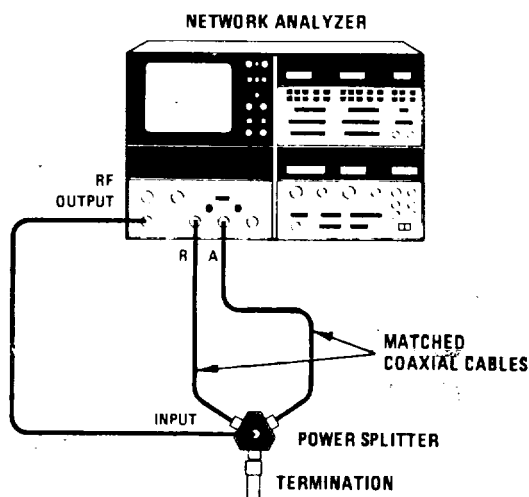 NETWORK ANALYZER
RF
OUTPUT
R A
MATCHED
COAXIAL CABLES
INPUT
POWER SPLITTER
TERMINATION